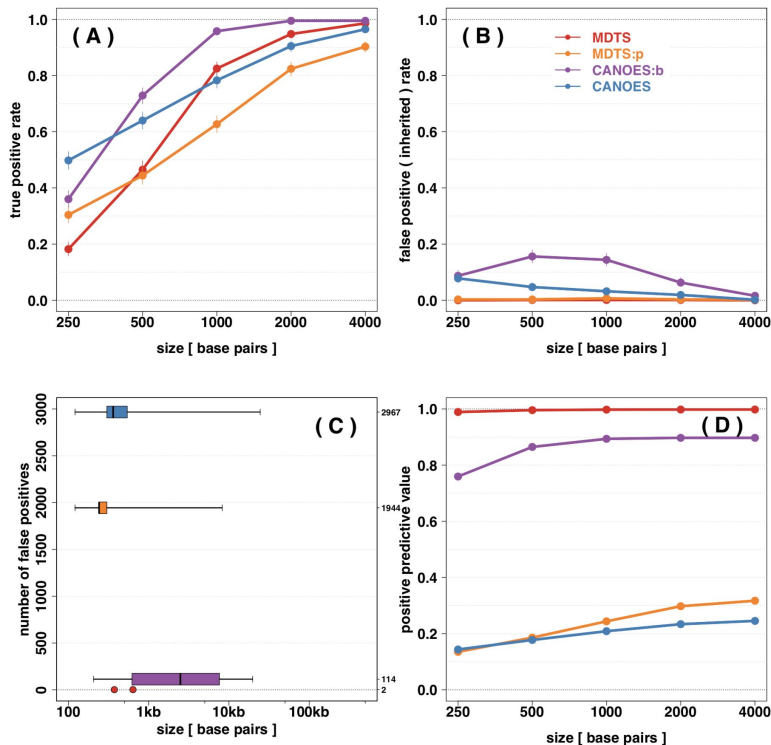 ( A )
true positive rate
1.0
0.8
0.6
0.4
0.2
0.0
250 500 1000 2000 4000
size [ base pairs ]
( B )
MDTS
MDTS:p
CANOES:b
CANOES
false positive ( inherited ) rate
1.0
0.8
0.6
0.4
0.2
0.0
250 500 1000 2000 4000
size [ base pairs ]
( C )
number of false positives
3000
2500
2000
1500
1000
500
0
2967
1944
114
2
100 1kb 10kb 100kb
size [ base pairs ]
( D )
positive predictive value
1.0
0.8
0.6
0.4
0.2
0.0
250 500 1000 2000 4000
size [ base pairs ]